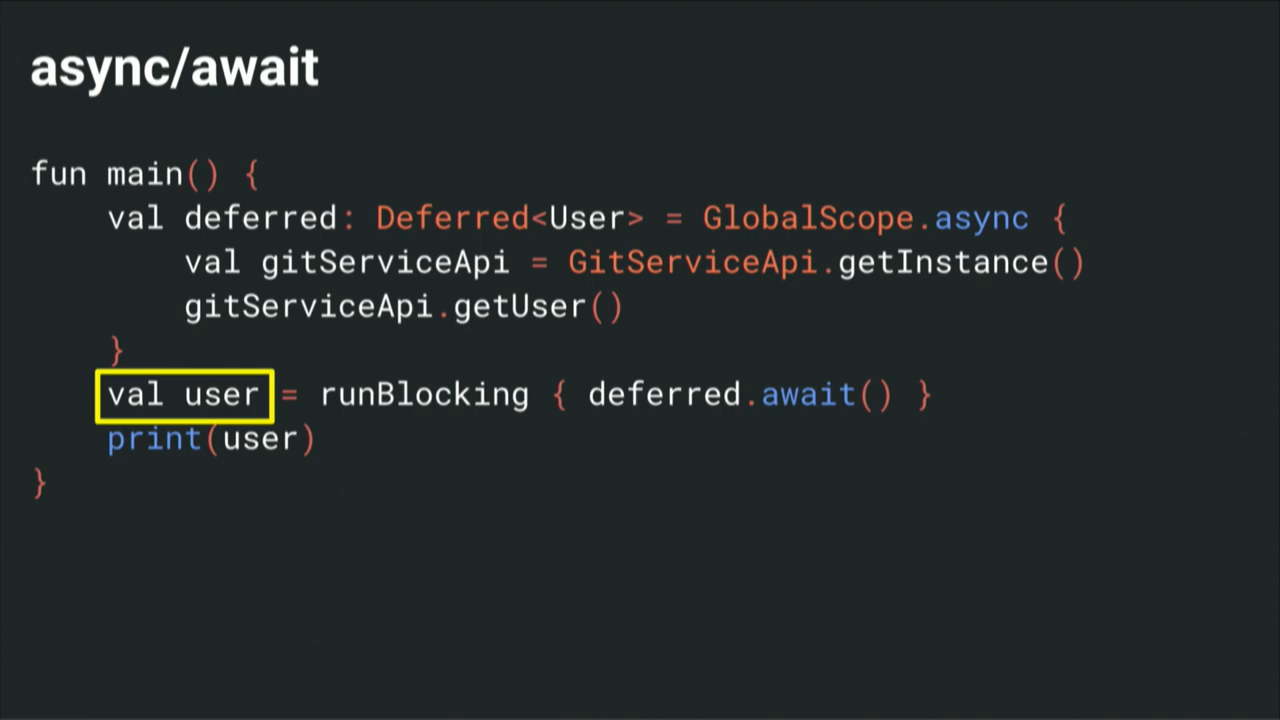 async/await
fun main() {
val deferred: Deferred<User> = GlobalScope.async {
val gitServiceApi = GitServiceApi.getInstance()
gitServiceApi.getUser()
}
val user = runBlocking { deferred.await() }
print(user)
}